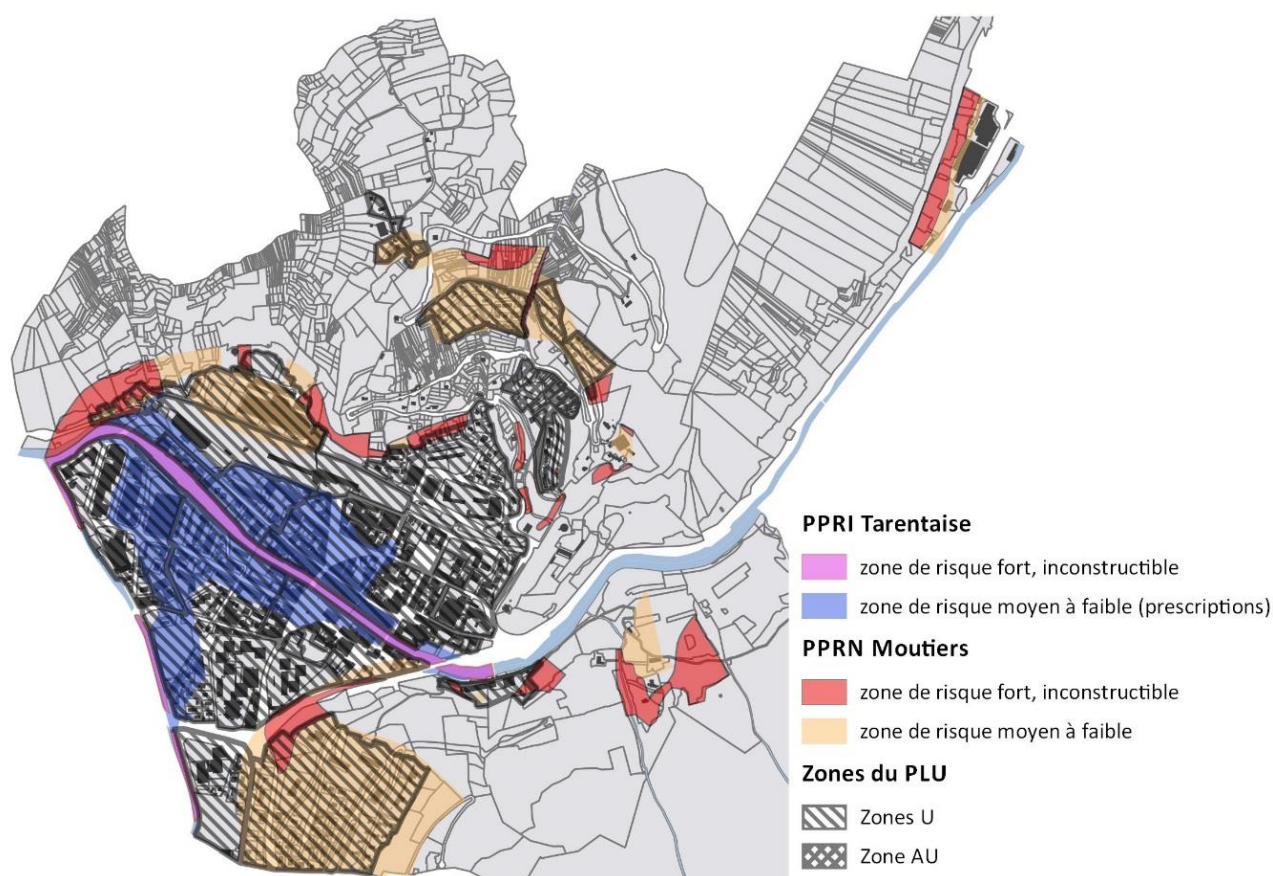 PPRI Tarentaise
zone de risque fort, inconstructible
zone de risque moyen à faible (prescriptions)
PPRN Moutiers
zone de risque fort, inconstructible
zone de risque moyen à faible
Zones du PLU
Zones U
Zone AU